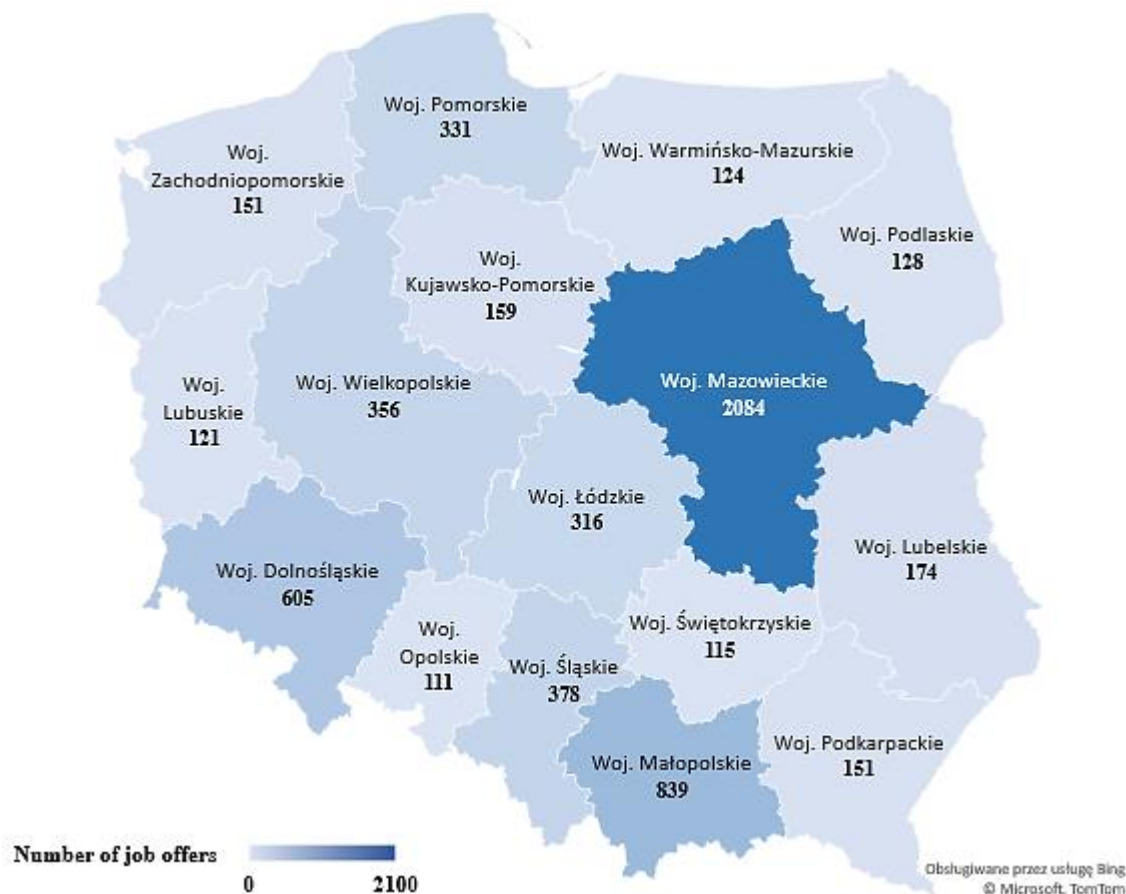 Woj. Pomorskie
331
Woj.
Zachodniopomorskie
151
Woj. Warmińsko-Mazurskie
124
Woj. Podlaskie
128
Woj.
Kujawsko-Pomorskie
159
Woj. Wielkopolskie
356
Woj. Mazowieckie
2084
Woj.
Lubuskie
121
Woj. Łódzkie
316
Woj. Lubelskie
174
Woj. Dolnośląskie
605
Woj.
Opolskie
111
Woj. Śląskie
378
Woj. Świętokrzyskie
115
Woj. Małopolskie
839
Woj. Podkarpackie
151
Number of job offers
0 2100
Obsługiwane przez usługę Bing
© Microsoft, TomTom